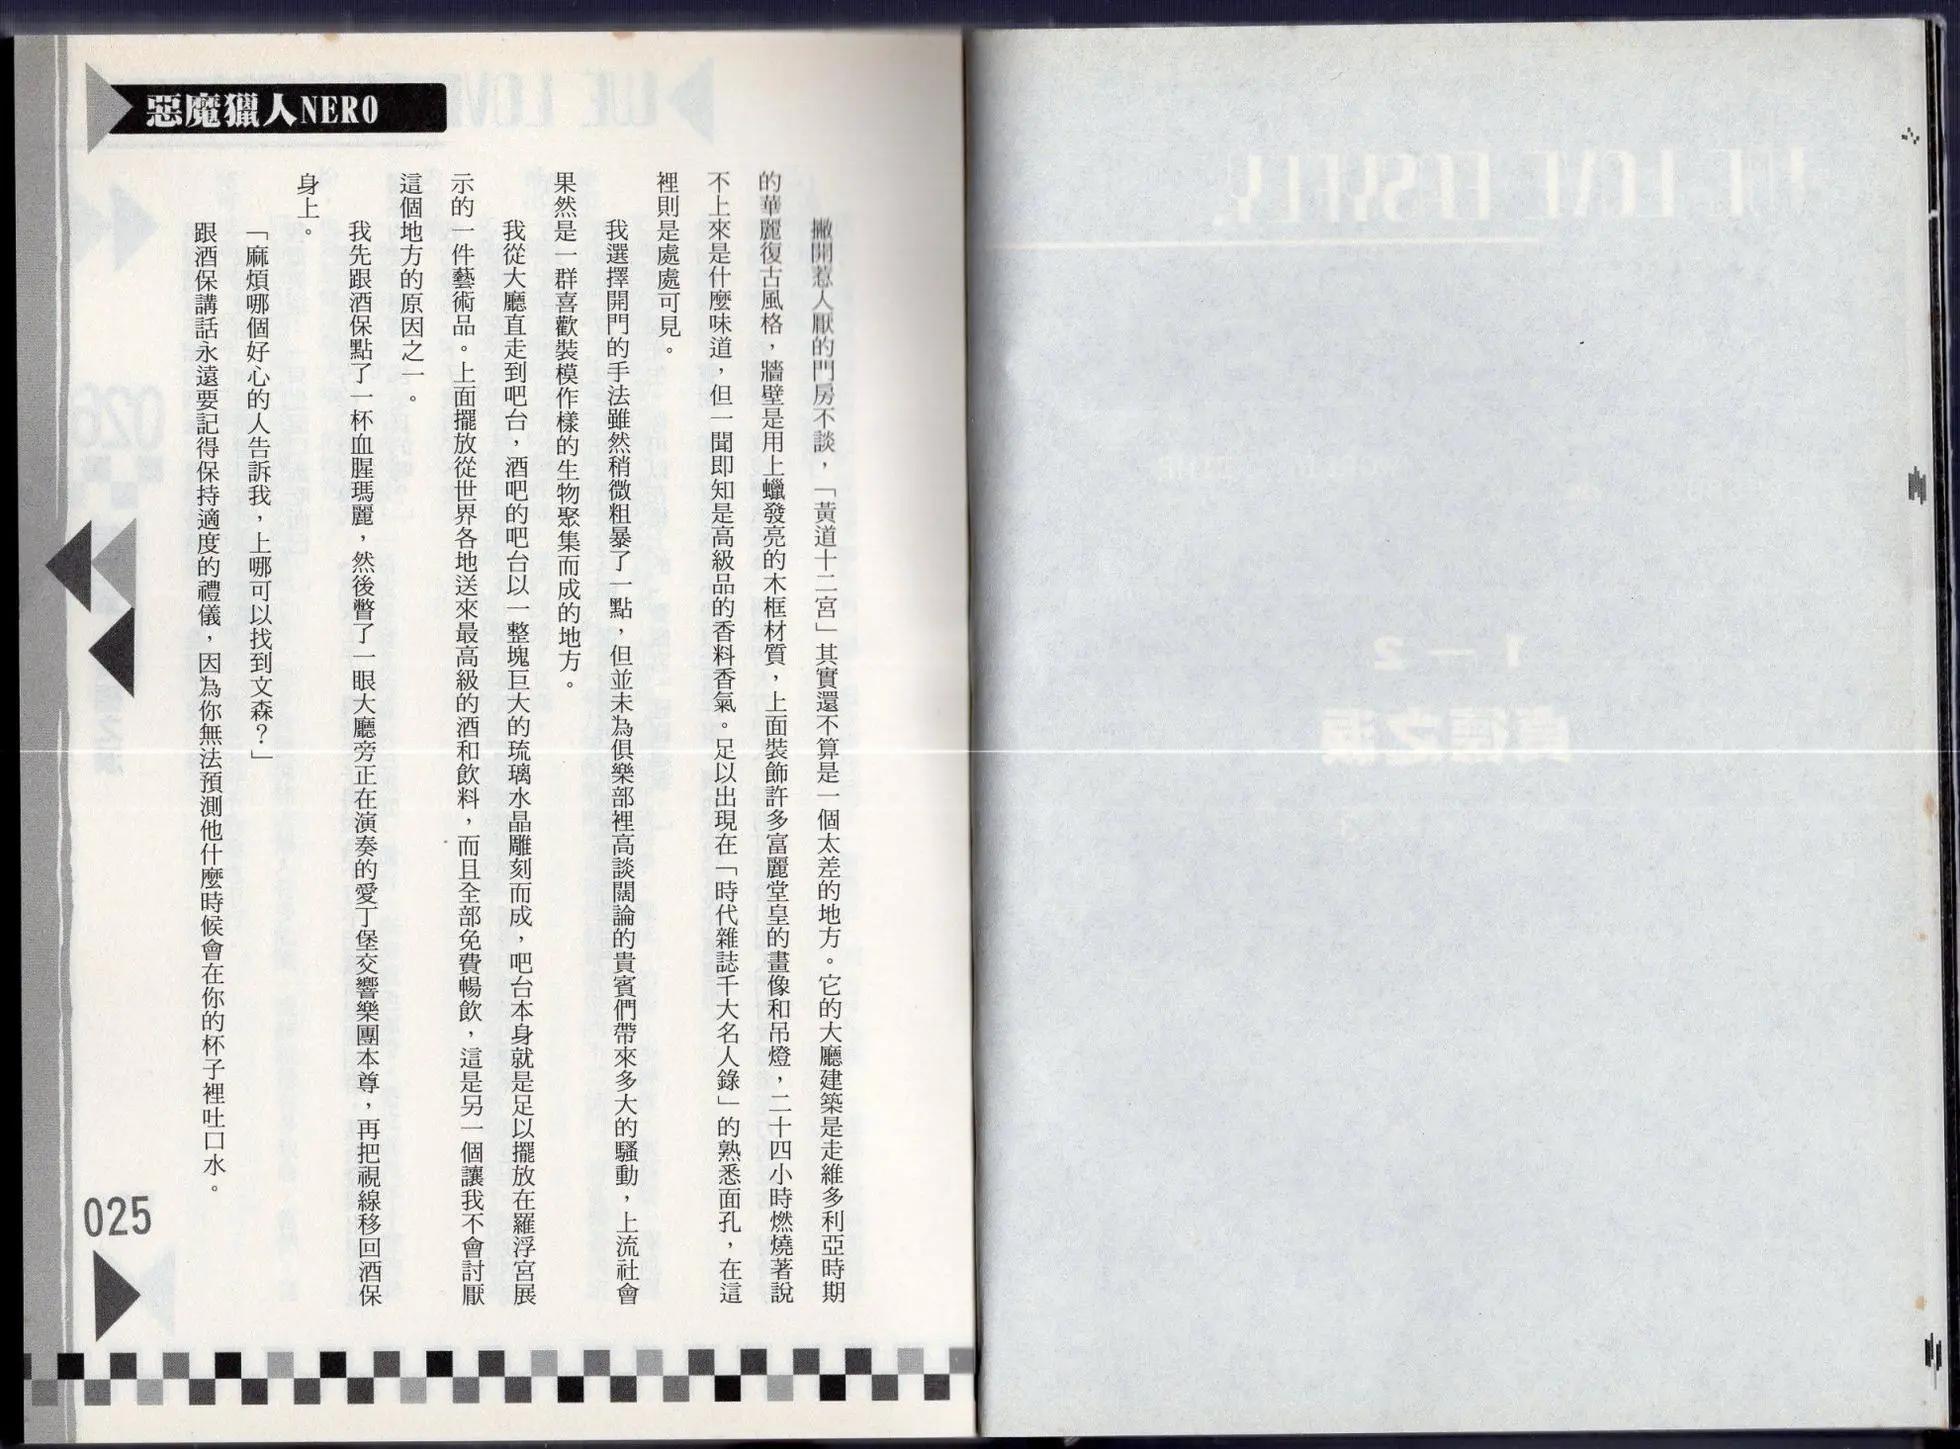 惡魔獵人NERO
撇開惹人厭的門房不談，「黃道十二宮」其實還不算是一個太差的地方。它的大廳建築是走維多利亞時期
的華麗復古風格，牆壁是用上蠟發亮的木框材質，上面裝飾許多富麗堂皇的畫像和吊燈，二十四小時燃燒著說
不上來是什麼味道，但一聞即知是高級品的香料香氣。足以出現在「時代雜誌千大名人錄」的熟悉面孔，在這
裡則是處處可見。
我選擇開門的手法雖然稍微粗暴了一點，但並未為俱樂部裡高談闊論的貴賓們帶來多大的騷動，上流社會
果然是一群喜歡裝模作樣的生物聚集而成的地方。
我從大廳直走到吧台，酒吧的吧台以一整塊巨大的琉璃水晶雕刻而成，吧台本身就是足以擺放在羅浮宮展
示的一件藝術品。上面擺放從世界各地送來最高級的酒和飲料，而且全部免費暢飲，這是另一個讓我不會討厭
這個地方的原因之一。
我先跟酒保點了一杯血腥瑪麗，然後瞥了一眼大廳旁正在演奏的愛丁堡交響樂團本尊，再把視線移回酒保
身上。
「麻煩哪個好心的人告訴我，上哪可以找到文森？」
跟酒保講話永遠要記得保持適度的禮儀，因為你無法預測他什麼時候會在你的杯子裡吐口水。
025
1－2